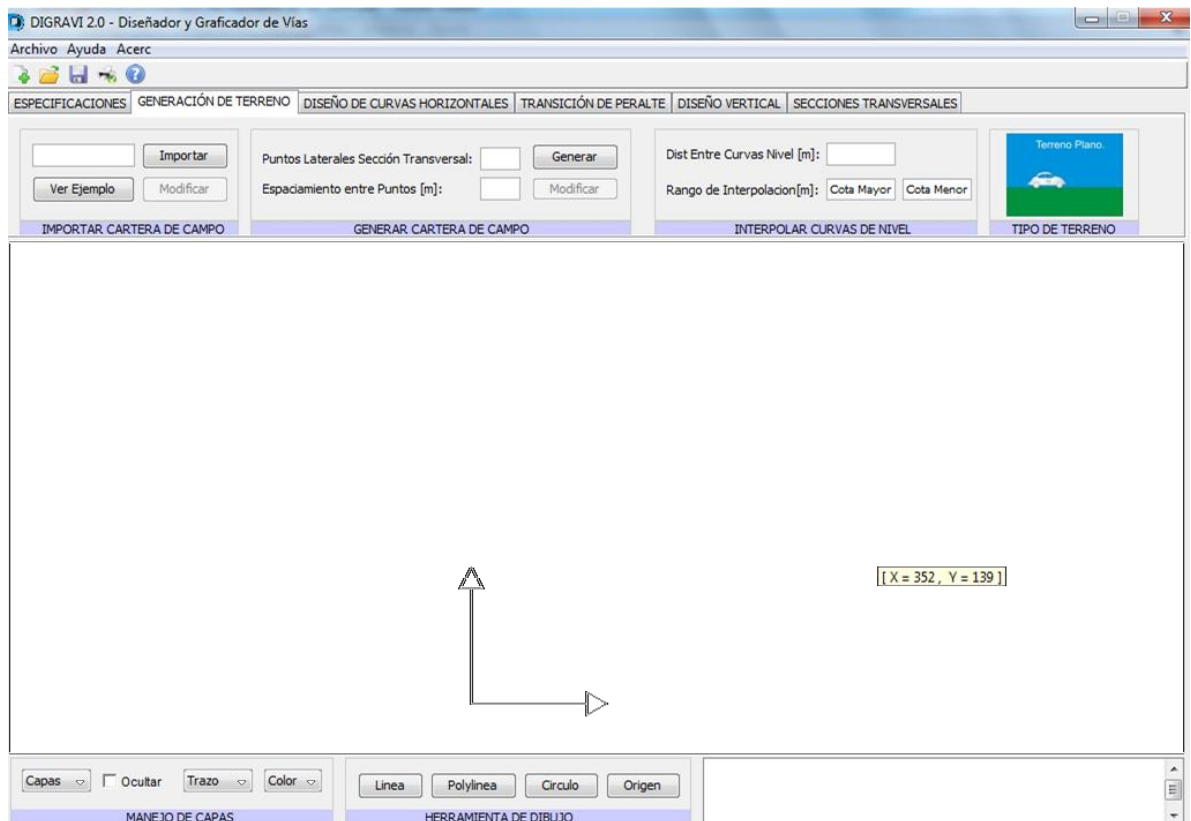 DIGRAVI 2.0 - Diseñador y Graficador de Vías
Archivo Ayuda Acerc
ESPECIFICACIONES GENERACIÓN DE TERRENO DISEÑO DE CURVAS HORIZONTALES TRANSICIÓN DE PERALTE DISEÑO VERTICAL SECCIONES TRANSVERSALES
Importar
Ver Ejemplo Modificar
IMPORTAR CARTERA DE CAMPO
Puntos Laterales Sección Transversal: Generar
Espaciamiento entre Puntos [m]: Modificar
GENERAR CARTERA DE CAMPO
Dist Entre Curvas Nivel [m]:
Rango de Interpolacion[m]: Cota Mayor Cota Menor
INTERPOLAR CURVAS DE NIVEL
Terreno Plano.
TIPO DE TERRENO
[ X = 352 , Y = 139 ]
Capas Ocultar Trazo Color
MANEJO DE CAPAS
Linea Polylinea Circulo Origen
HERRAMIENTA DE DIBUJO